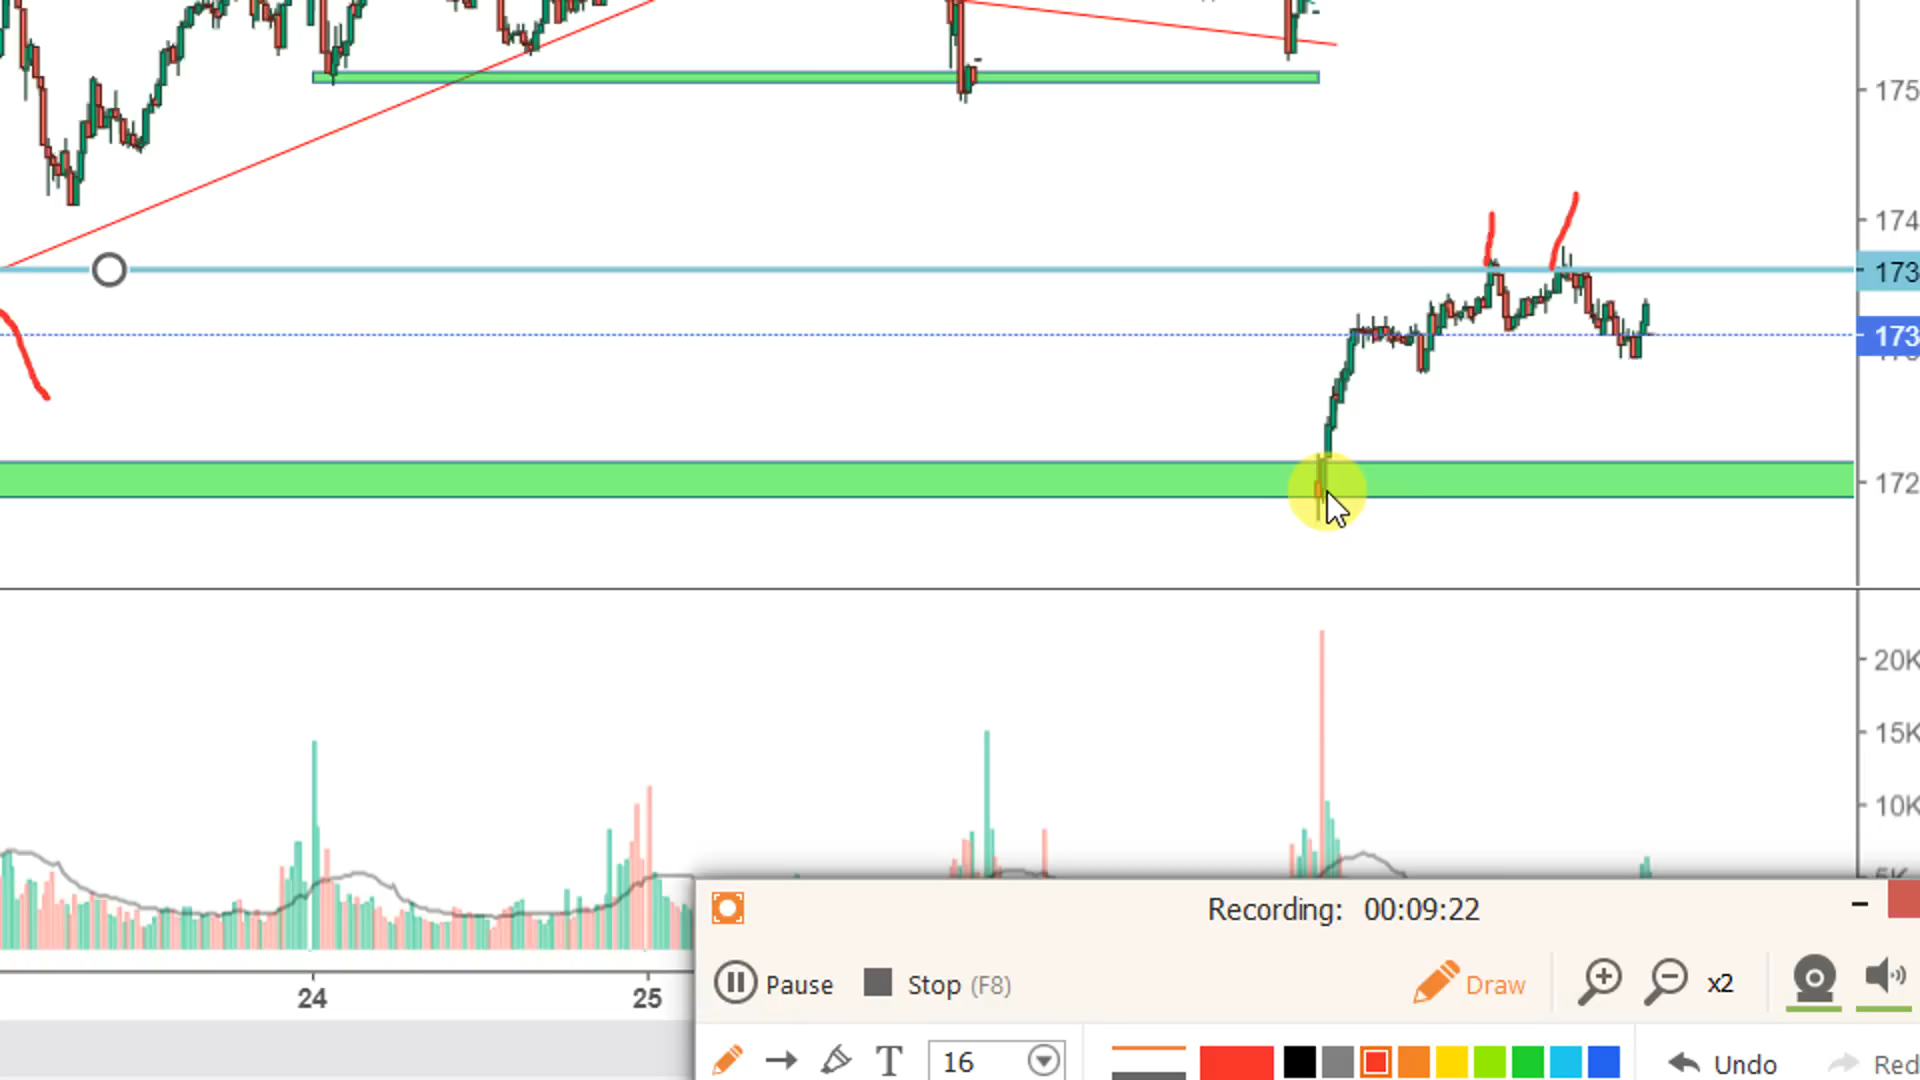 175
174
173
173
172
20K
15K
10K
5K
24
25
Recording: 00:09:22
Pause
Stop (F8)
Draw
x2
T
16
Undo
Red